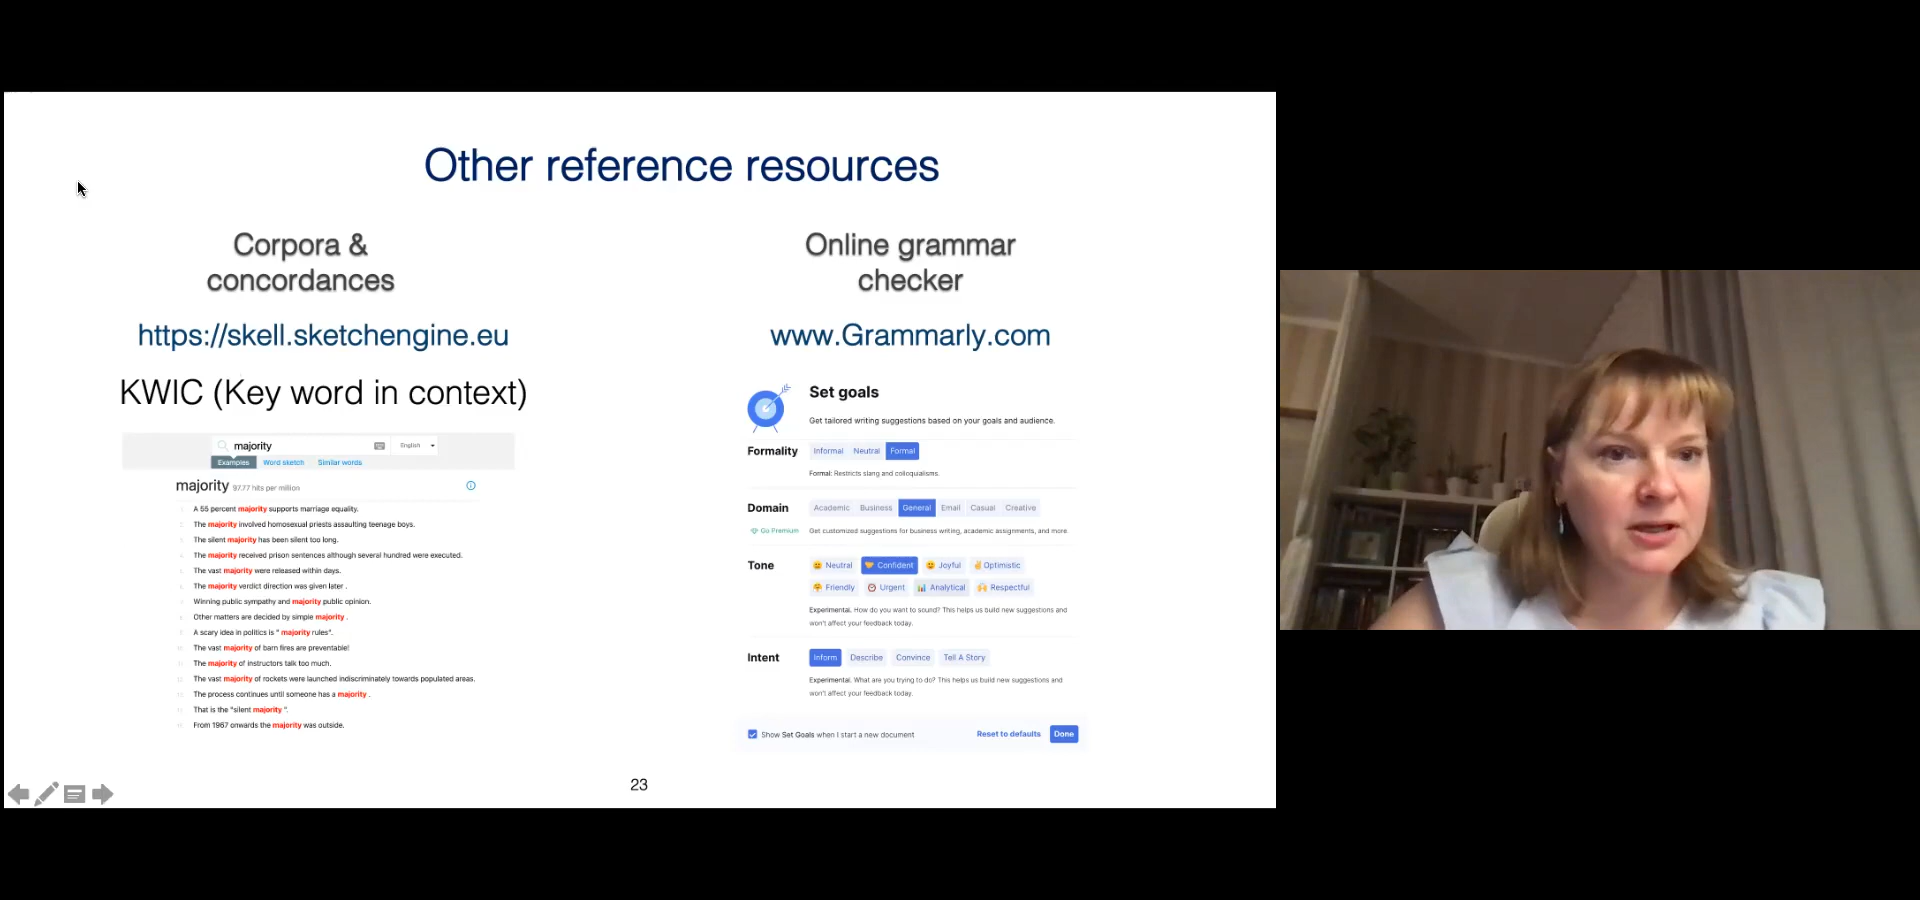 Other reference resources
Corpora &
concordances
https://skell.sketchengine.eu
KWIC (Key word in context)
majority
English
Examples Word sketch Similar words
majority 97.77 hits per million
A 55 percent majority supports marriage equality.
The majority involved homosexual priests assaulting teenage boys.
The silent majority has been silent too long.
The majority received prison sentences although several hundred were executed.
The vast majority were released within days.
The majority verdict direction was given later .
Winning public sympathy and majority public opinion.
Other matters are decided by simple majority .
A scary idea in politics is " majority rules".
The vast majority of barn fires are preventable!
The majority of instructors talk too much.
The vast majority of rockets were launched indiscriminately towards populated areas.
The process continues until someone has a majority .
That is the "silent majority ".
From 1967 onwards the majority was outside.
Online grammar
checker
www.Grammarly.com
Set goals
Get tailored writing suggestions based on your goals and audience.
Formality Informal Neutral Formal
Formal: Restricts slang and colloquialisms.
Domain Academic Business General Email Casual Creative
Go Premium Get customized suggestions for business writing, academic assignments, and more.
Tone Neutral Confident Joyful Optimistic
Friendly Urgent Analytical Respectful
Experimental. How do you want to sound? This helps us build new suggestions and
won't affect your feedback today.
Intent Inform Describe Convince Tell A Story
Experimental. What are you trying to do? This helps us build new suggestions and
won't affect your feedback today.
Show Set Goals when I start a new document Reset to defaults Done
23